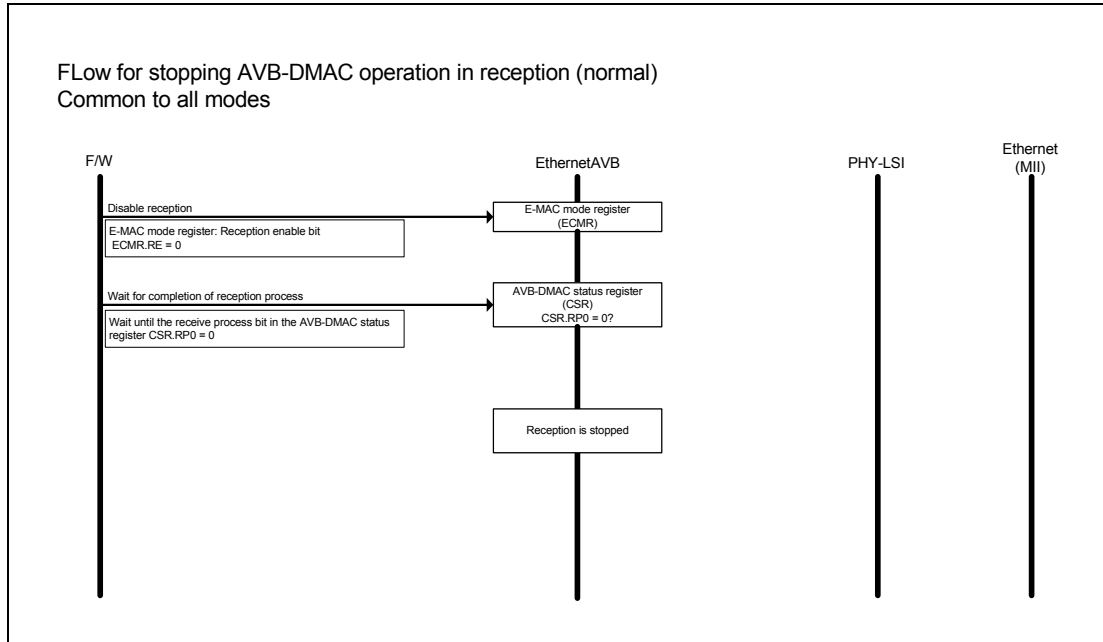 FLow for stopping AVB-DMAC operation in reception (normal)
Common to all modes
F/W
EthernetAVB
PHY-LSI
Ethernet
(MII)
Disable reception
E-MAC mode register: Reception enable bit
ECMR.RE = 0
E-MAC mode register
(ECMR)
Wait for completion of reception process
Wait until the receive process bit in the AVB-DMAC status
register CSR.RP0 = 0
AVB-DMAC status register
(CSR)
CSR.RP0 = 0?
Reception is stopped